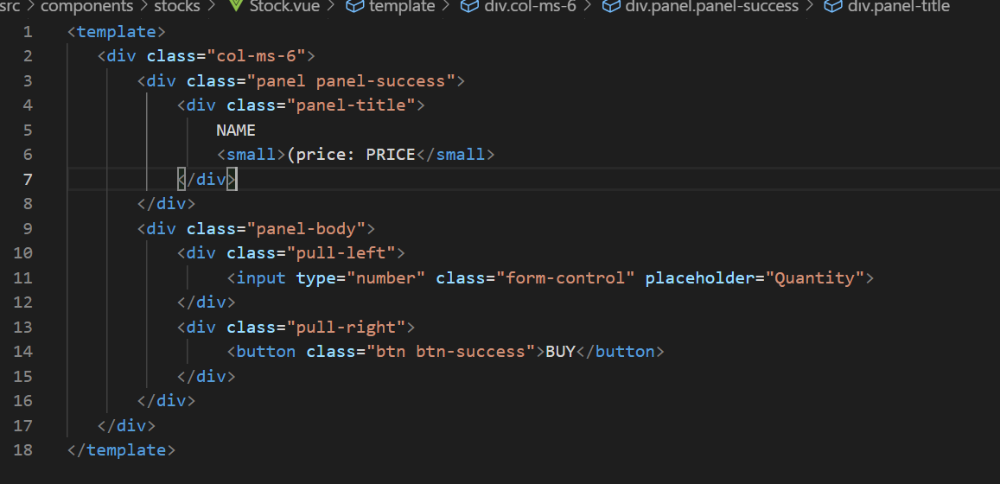 src > components > stocks > Stock.vue > template > div.col-ms-6 > div.panel.panel-success > div.panel-title
1 <template>
2 <div class="col-ms-6">
3 <div class="panel panel-success">
4 <div class="panel-title">
5 NAME
6 <small>(price: PRICE</small>
7 </div>
8 </div>
9 <div class="panel-body">
10 <div class="pull-left">
11 <input type="number" class="form-control" placeholder="Quantity">
12 </div>
13 <div class="pull-right">
14 <button class="btn btn-success">BUY</button>
15 </div>
16 </div>
17 </div>
18 </template>